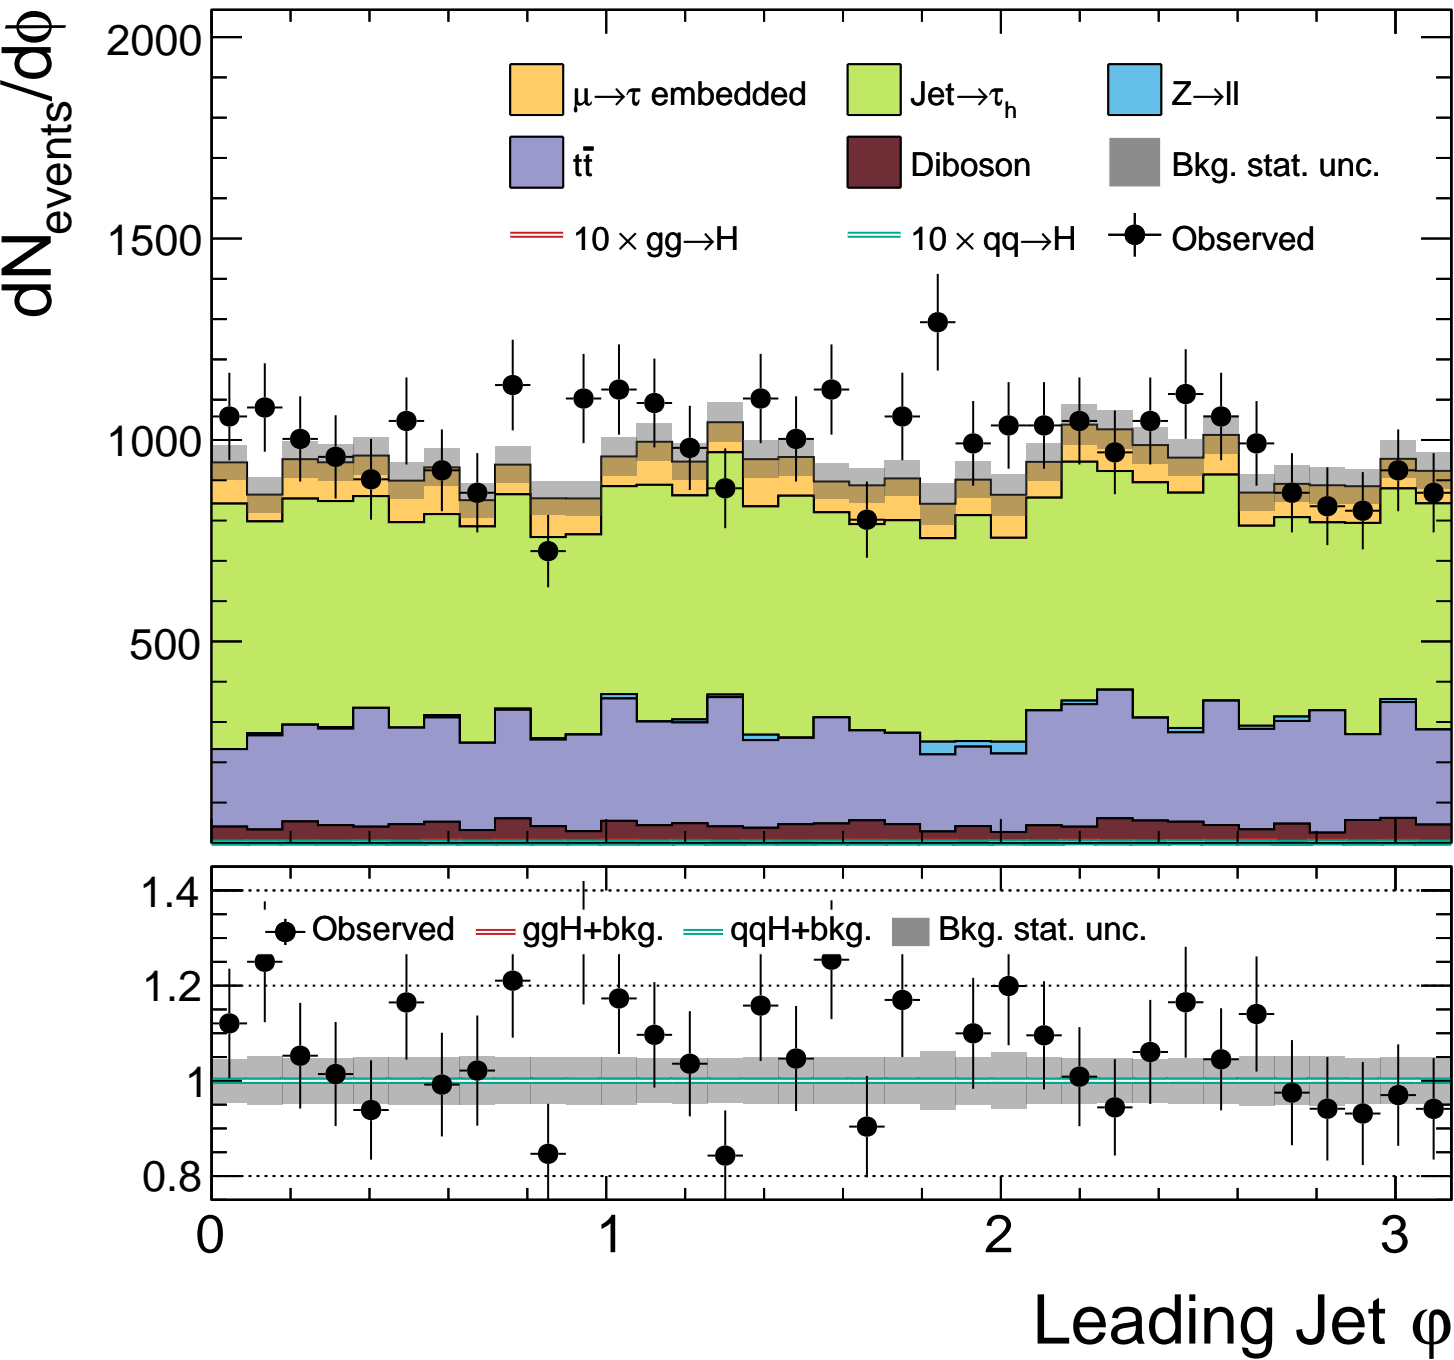 dN_events/dϕ
2000
μ→τ embedded Jet→τ_h Z→ll
tt̄ Diboson Bkg. stat. unc.
1500
10 × gg→H 10 × qq→H Observed
1000
500
1.4
Observed ggH+bkg. qqH+bkg. Bkg. stat. unc.
1.2
1
0.8
0 1 2 3
Leading Jet φ